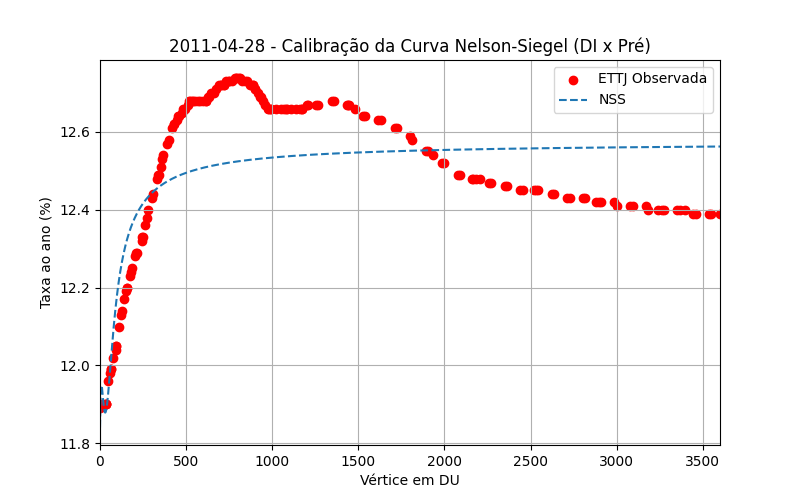 2011-04-28 - Calibração da Curva Nelson-Siegel (DI x Pré)
ETTJ Observada
NSS
Taxa ao ano (%)
12.6
12.4
12.2
12.0
11.8
0 500 1000 1500 2000 2500 3000 3500
Vértice em DU